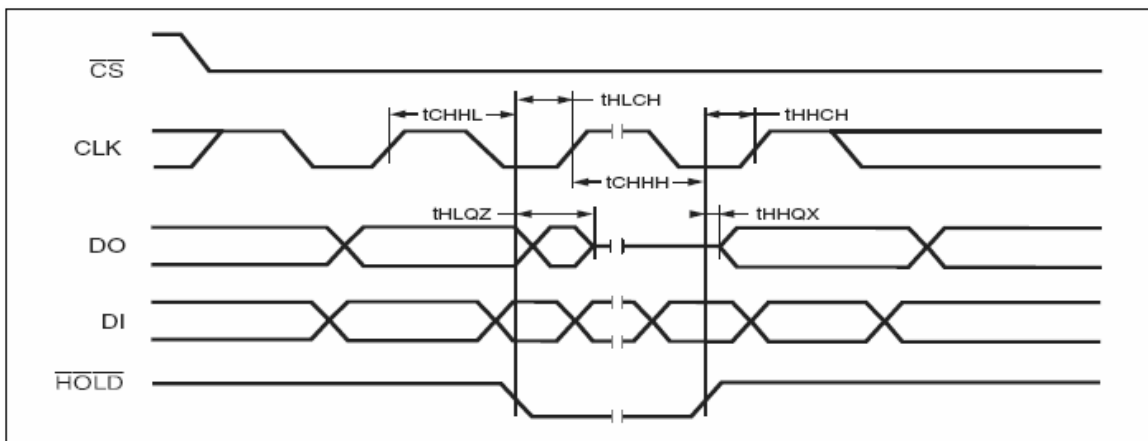 CS
tHLCH
tCHHL
tHHCH
CLK
tCHHH
tHLQZ
tHHQX
DO
DI
HOLD